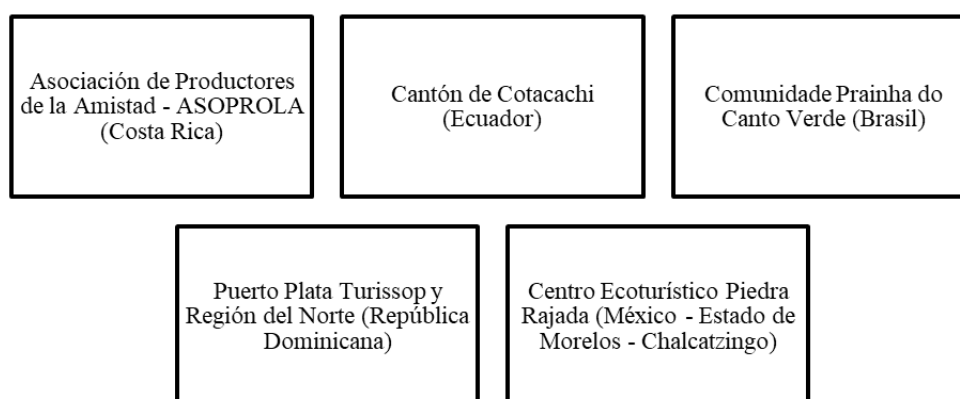 Asociación de Productores
de la Amistad - ASOPROLA
(Costa Rica)
Cantón de Cotacachi
(Ecuador)
Comunidade Prainha do
Canto Verde (Brasil)
Puerto Plata Turissop y
Región del Norte (República
Dominicana)
Centro Ecoturístico Piedra
Rajada (México - Estado de
Morelos - Chalcatzingo)